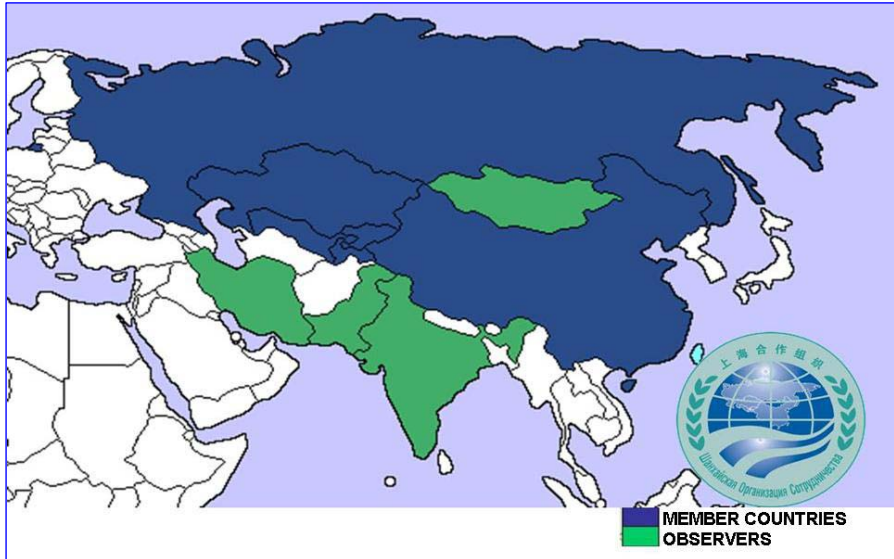 上海合作组织
Шанхайская Организация Сотрудничества
MEMBER COUNTRIES
OBSERVERS